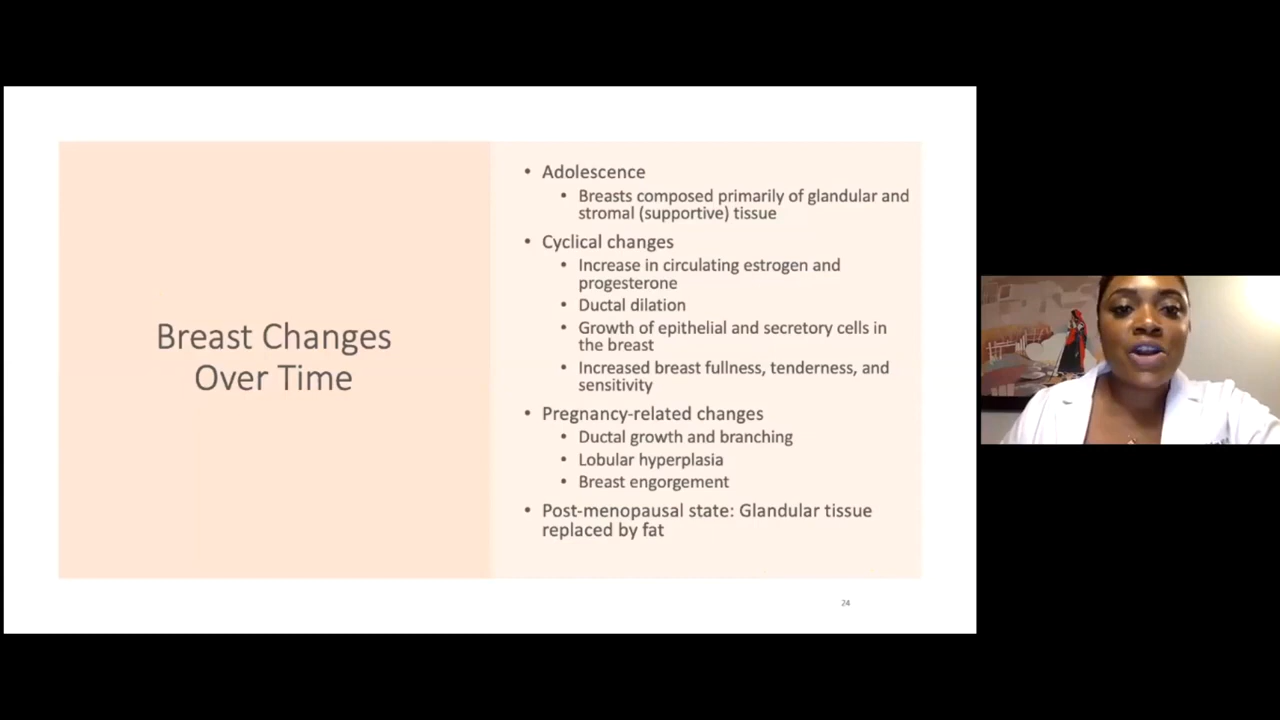 Breast Changes
Over Time
• Adolescence
• Breasts composed primarily of glandular and
stromal (supportive) tissue
• Cyclical changes
• Increase in circulating estrogen and
progesterone
• Ductal dilation
• Growth of epithelial and secretory cells in
the breast
• Increased breast fullness, tenderness, and
sensitivity
• Pregnancy-related changes
• Ductal growth and branching
• Lobular hyperplasia
• Breast engorgement
• Post-menopausal state: Glandular tissue
replaced by fat
24